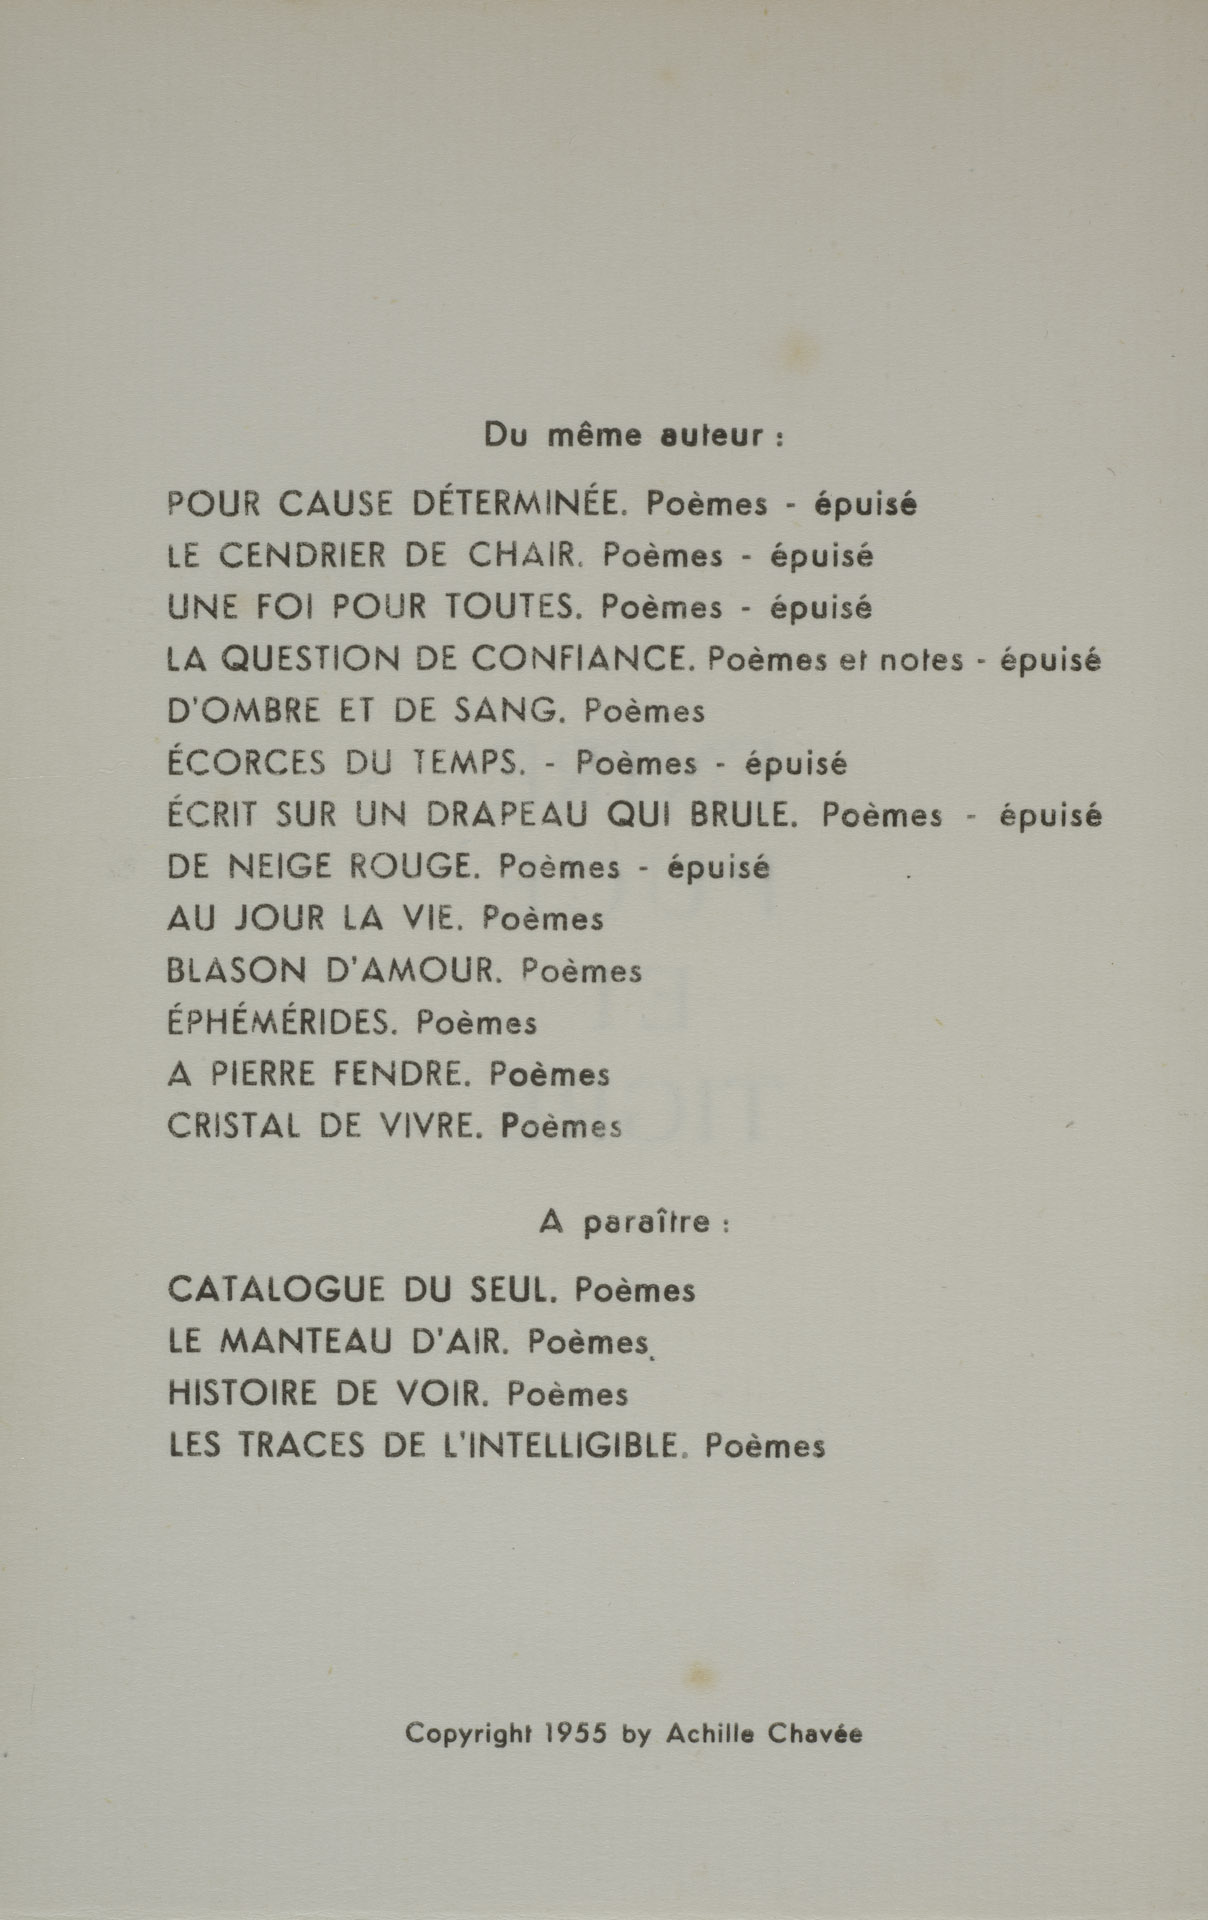 Du même auteur :
POUR CAUSE DÉTERMINÉE. Poèmes - épuisé
LE CENDRIER DE CHAIR. Poèmes - épuisé
UNE FOI POUR TOUTES. Poèmes - épuisé
LA QUESTION DE CONFIANCE. Poèmes et notes - épuisé
D'OMBRE ET DE SANG. Poèmes
ÉCORCES DU TEMPS. - Poèmes - épuisé
ÉCRIT SUR UN DRAPEAU QUI BRULE. Poèmes - épuisé
DE NEIGE ROUGE. Poèmes - épuisé
AU JOUR LA VIE. Poèmes
BLASON D'AMOUR. Poèmes
ÉPHÉMÉRIDES. Poèmes
A PIERRE FENDRE. Poèmes
CRISTAL DE VIVRE. Poèmes
A paraître :
CATALOGUE DU SEUL. Poèmes
LE MANTEAU D'AIR. Poèmes
HISTOIRE DE VOIR. Poèmes
LES TRACES DE L'INTELLIGIBLE. Poèmes
Copyright 1955 by Achille Chavée